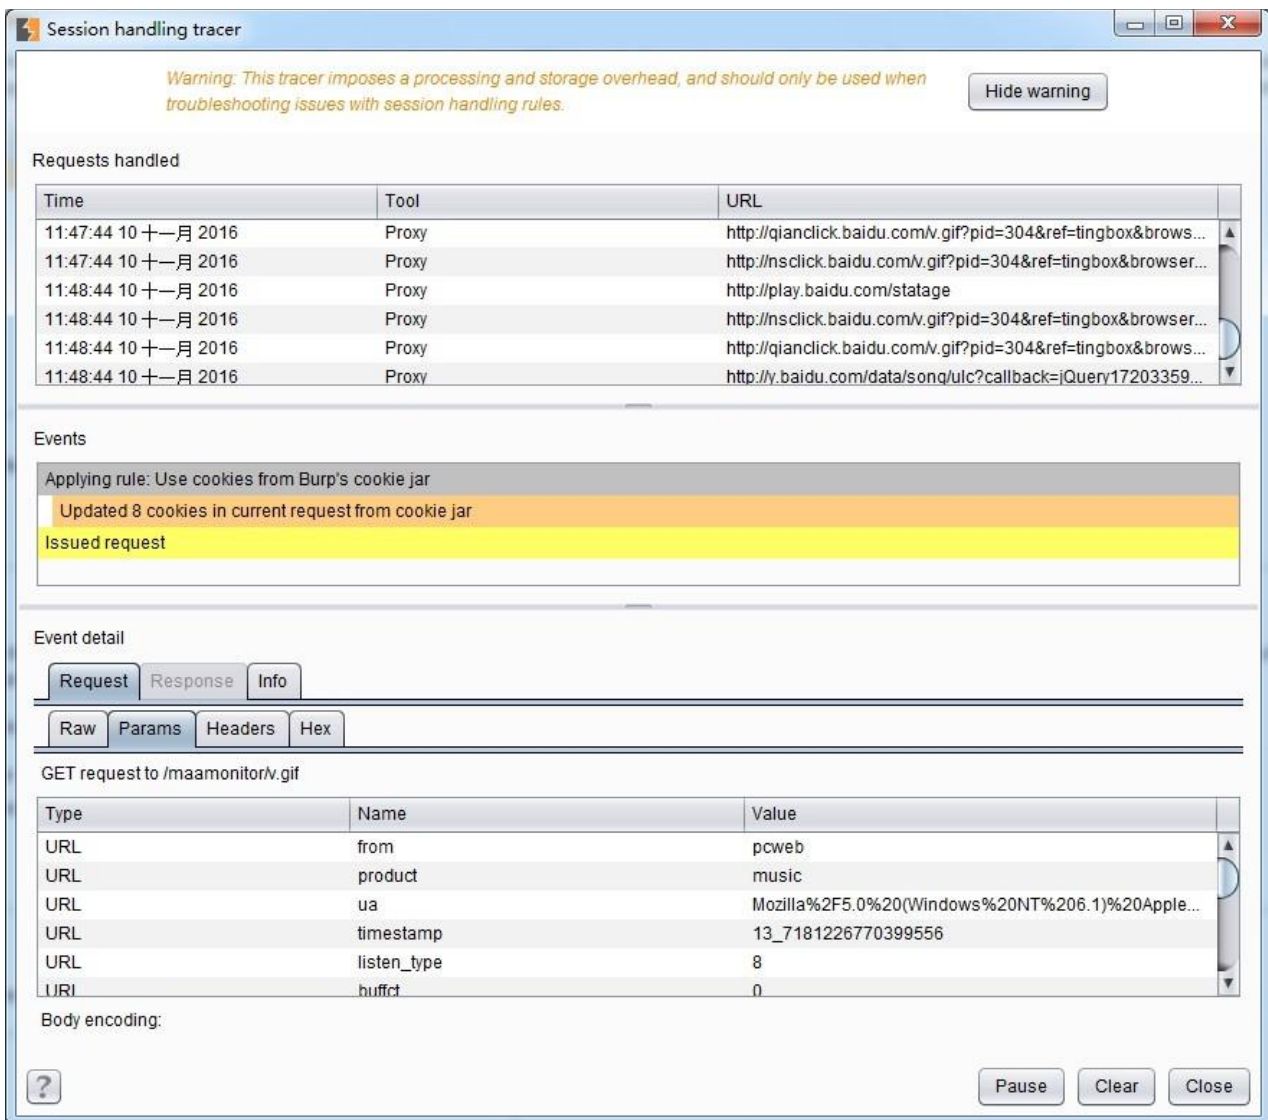 Session handling tracer
Warning: This tracer imposes a processing and storage overhead, and should only be used when
troubleshooting issues with session handling rules.
Hide warning
Requests handled
Time Tool URL
11:47:44 10 十一月 2016 Proxy http://qianclick.baidu.com/v.gif?pid=304&ref=tingbox&brows...
11:47:44 10 十一月 2016 Proxy http://nsclick.baidu.com/v.gif?pid=304&ref=tingbox&browser...
11:48:44 10 十一月 2016 Proxy http://play.baidu.com/statage
11:48:44 10 十一月 2016 Proxy http://nsclick.baidu.com/v.gif?pid=304&ref=tingbox&browser...
11:48:44 10 十一月 2016 Proxy http://qianclick.baidu.com/v.gif?pid=304&ref=tingbox&brows...
11:48:44 10 十一月 2016 Proxy http://y.baidu.com/data/song/ulc?callback=jQuery17203359...
Events
Applying rule: Use cookies from Burp's cookie jar
Updated 8 cookies in current request from cookie jar
Issued request
Event detail
Request Response Info
Raw Params Headers Hex
GET request to /maamonitor/v.gif
Type Name Value
URL from pcweb
URL product music
URL ua Mozilla%2F5.0%20(Windows%20NT%206.1)%20Apple...
URL timestamp 13_7181226770399556
URL listen_type 8
URL buffct 0
Body encoding:
? Pause Clear Close